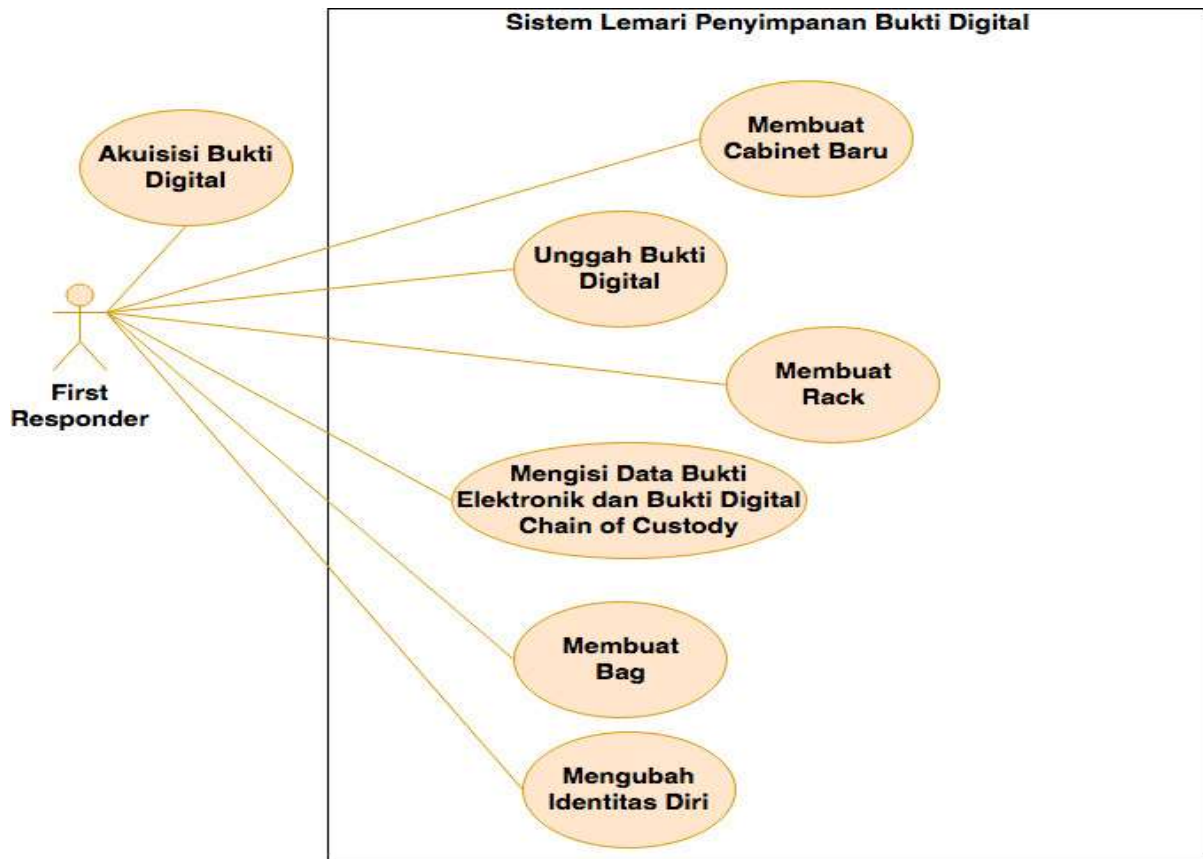 Sistem Lemari Penyimpanan Bukti Digital
Akuisisi Bukti
Digital
Membuat
Cabinet Baru
Unggah Bukti
Digital
First
Responder
Membuat
Rack
Mengisi Data Bukti
Elektronik dan Bukti Digital
Chain of Custody
Membuat
Bag
Mengubah
Identitas Diri